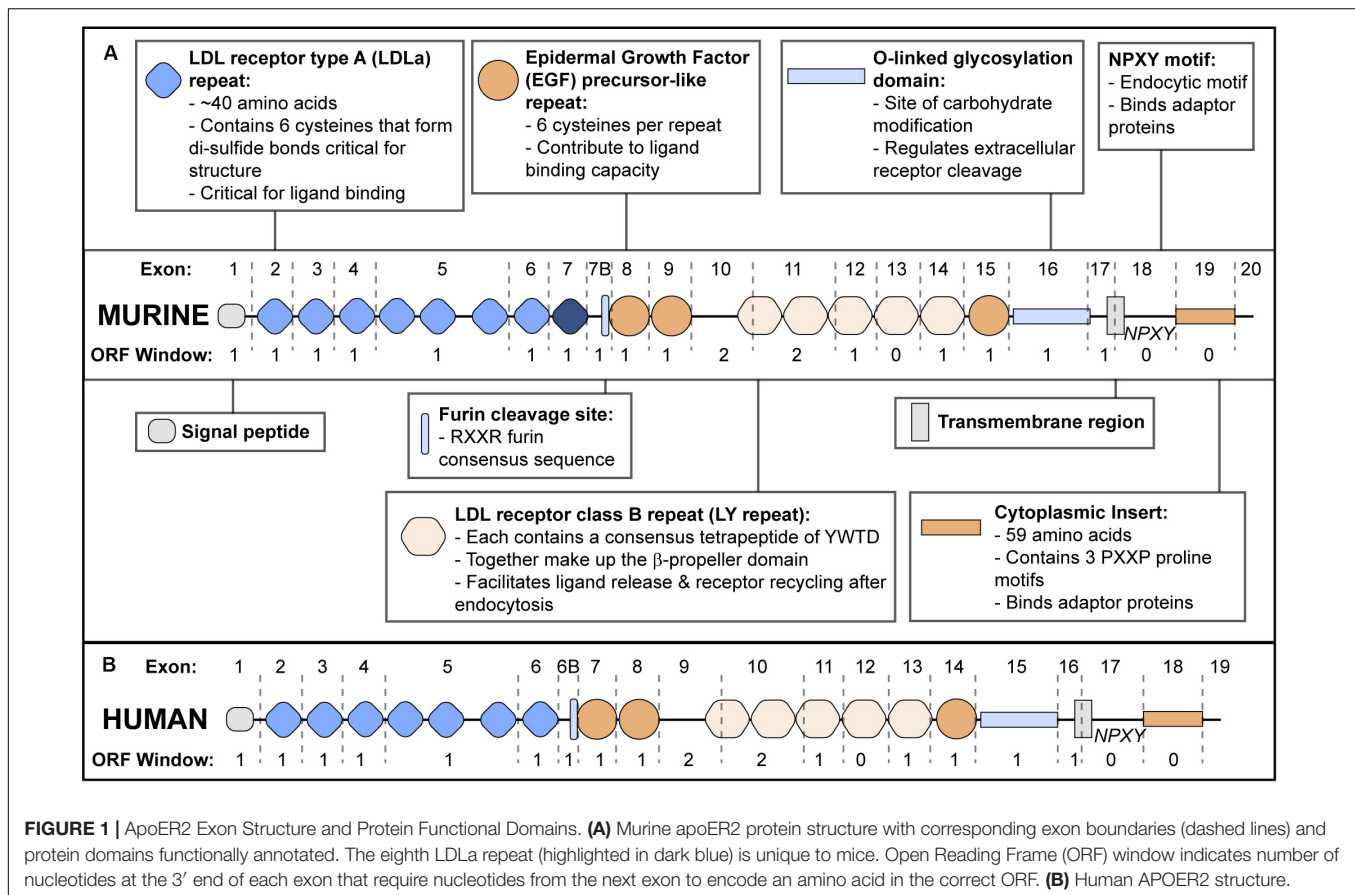 A
LDL receptor type A (LDLa)
repeat:
- ~40 amino acids
- Contains 6 cysteines that form
di-sulfide bonds critical for
structure
- Critical for ligand binding
Epidermal Growth Factor
(EGF) precursor-like
repeat:
- 6 cysteines per repeat
- Contribute to ligand
binding capacity
O-linked glycosylation
domain:
- Site of carbohydrate
modification
- Regulates extracellular
receptor cleavage
NPXY motif:
- Endocytic motif
- Binds adaptor
proteins
Exon: 1 2 3 4 5 6 7 7B 8 9 10 11 12 13 14 15 16 17 18 19 20
MURINE
NPXY
ORF Window: 1 1 1 1 1 1 1 1 1 1 2 2 1 0 1 1 1 1 0 0
Signal peptide
Furin cleavage site:
- RXXR furin
consensus sequence
Transmembrane region
LDL receptor class B repeat (LY repeat):
- Each contains a consensus tetrapeptide of YWTD
- Together make up the β-propeller domain
- Facilitates ligand release & receptor recycling after
endocytosis
Cytoplasmic Insert:
- 59 amino acids
- Contains 3 PXXP proline
motifs
- Binds adaptor proteins
B
Exon: 1 2 3 4 5 6 6B 7 8 9 10 11 12 13 14 15 16 17 18 19
HUMAN
NPXY
ORF Window: 1 1 1 1 1 1 1 1 1 2 2 1 0 1 1 1 1 0 0
FIGURE 1 | ApoER2 Exon Structure and Protein Functional Domains. (A) Murine apoER2 protein structure with corresponding exon boundaries (dashed lines) and
protein domains functionally annotated. The eighth LDLa repeat (highlighted in dark blue) is unique to mice. Open Reading Frame (ORF) window indicates number of
nucleotides at the 3′ end of each exon that require nucleotides from the next exon to encode an amino acid in the correct ORF. (B) Human APOER2 structure.